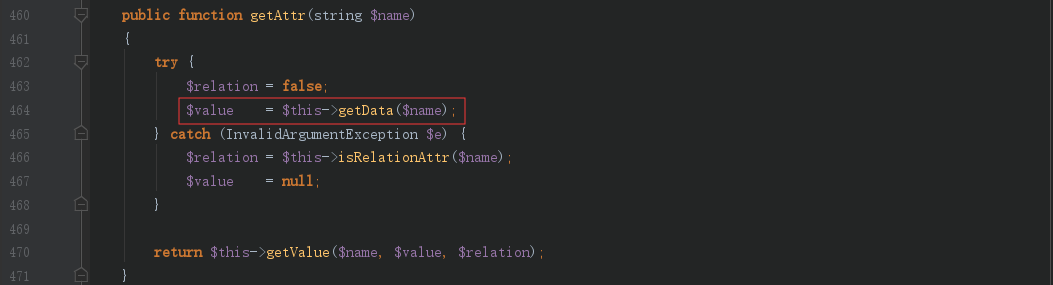 460 public function getAttr(string $name)
461 {
462 try {
463 $relation = false;
464 $value = $this->getData($name);
465 } catch (InvalidArgumentException $e) {
466 $relation = $this->isRelationAttr($name);
467 $value = null;
468 }
469
470 return $this->getValue($name, $value, $relation);
471 }